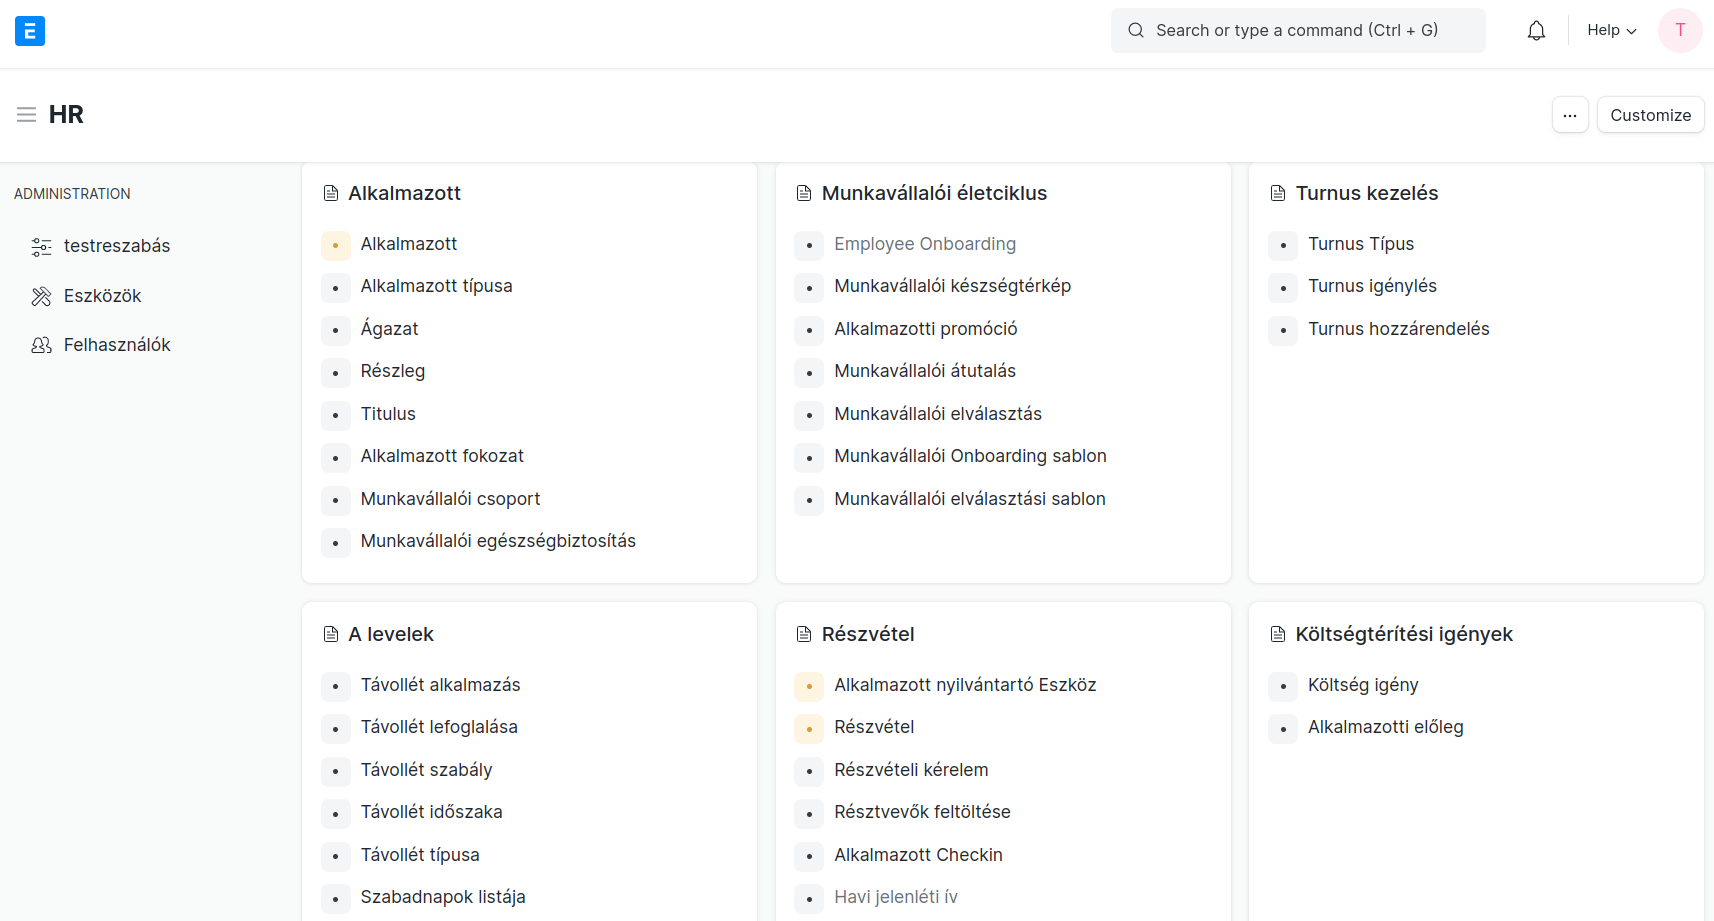 E
Search or type a command (Ctrl + G)
Help
T
HR
...
Customize
ADMINISTRATION
testreszabás
Eszközök
Felhasználók
Alkalmazott
Alkalmazott
Alkalmazott típusa
Ágazat
Részleg
Titulus
Alkalmazott fokozat
Munkavállalói csoport
Munkavállalói egészségbiztosítás
Munkavállalói életciklus
Employee Onboarding
Munkavállalói készségtérkép
Alkalmazotti promóció
Munkavállalói átutalás
Munkavállalói elválasztás
Munkavállalói Onboarding sablon
Munkavállalói elválasztási sablon
Turnus kezelés
Turnus Típus
Turnus igénylés
Turnus hozzárendelés
A levelek
Távollét alkalmazás
Távollét lefoglalása
Távollét szabály
Távollét időszaka
Távollét típusa
Szabadnapok listája
Részvétel
Alkalmazott nyilvántartó Eszköz
Részvétel
Részvételi kérelem
Résztvevők feltöltése
Alkalmazott Checkin
Havi jelenléti ív
Költségtérítési igények
Költség igény
Alkalmazotti előleg